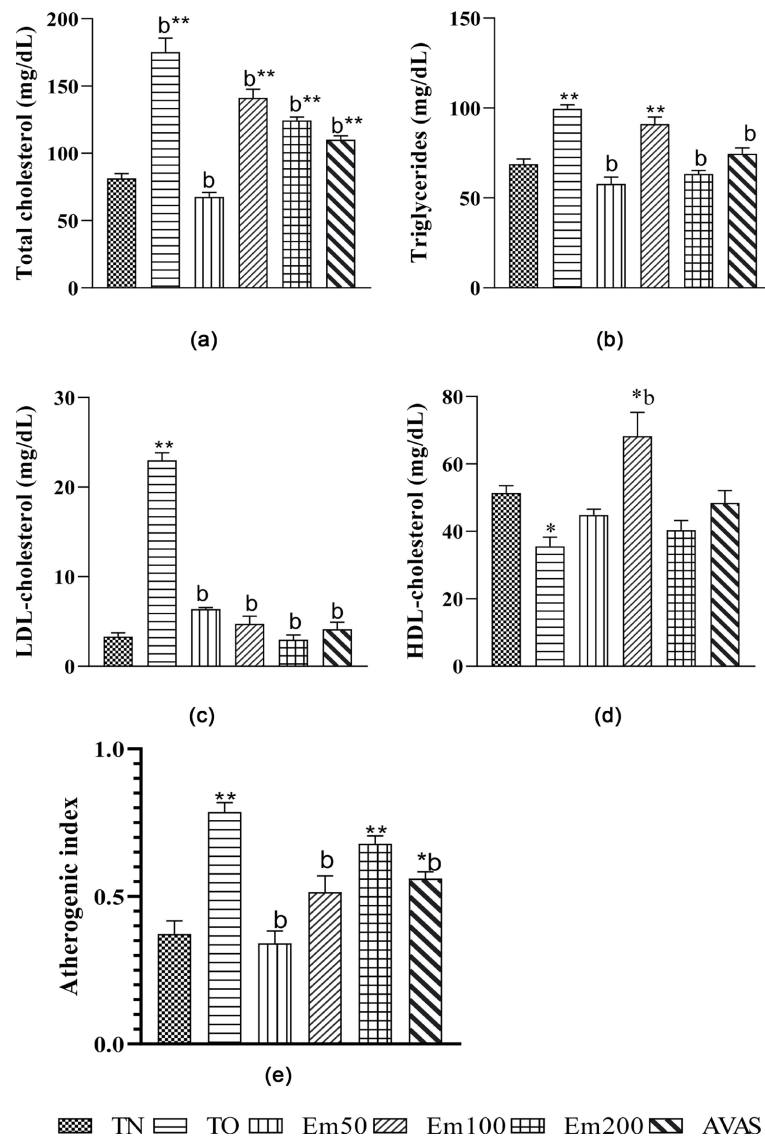 Total cholesterol (mg/dL)
200
150
100
50
0
b**
b
b**
b**
b**
(a)
Triglycerides (mg/dL)
150
100
50
0
**
b
**
b
b
(b)
LDL-cholesterol (mg/dL)
30
20
10
0
**
b
b
b
b
(c)
HDL-cholesterol (mg/dL)
80
60
40
20
0
*
*b
(d)
Atherogenic index
1.0
0.5
0.0
**
b
b
**
*b
(e)
TN TO Em50 Em100 Em200 AVAS